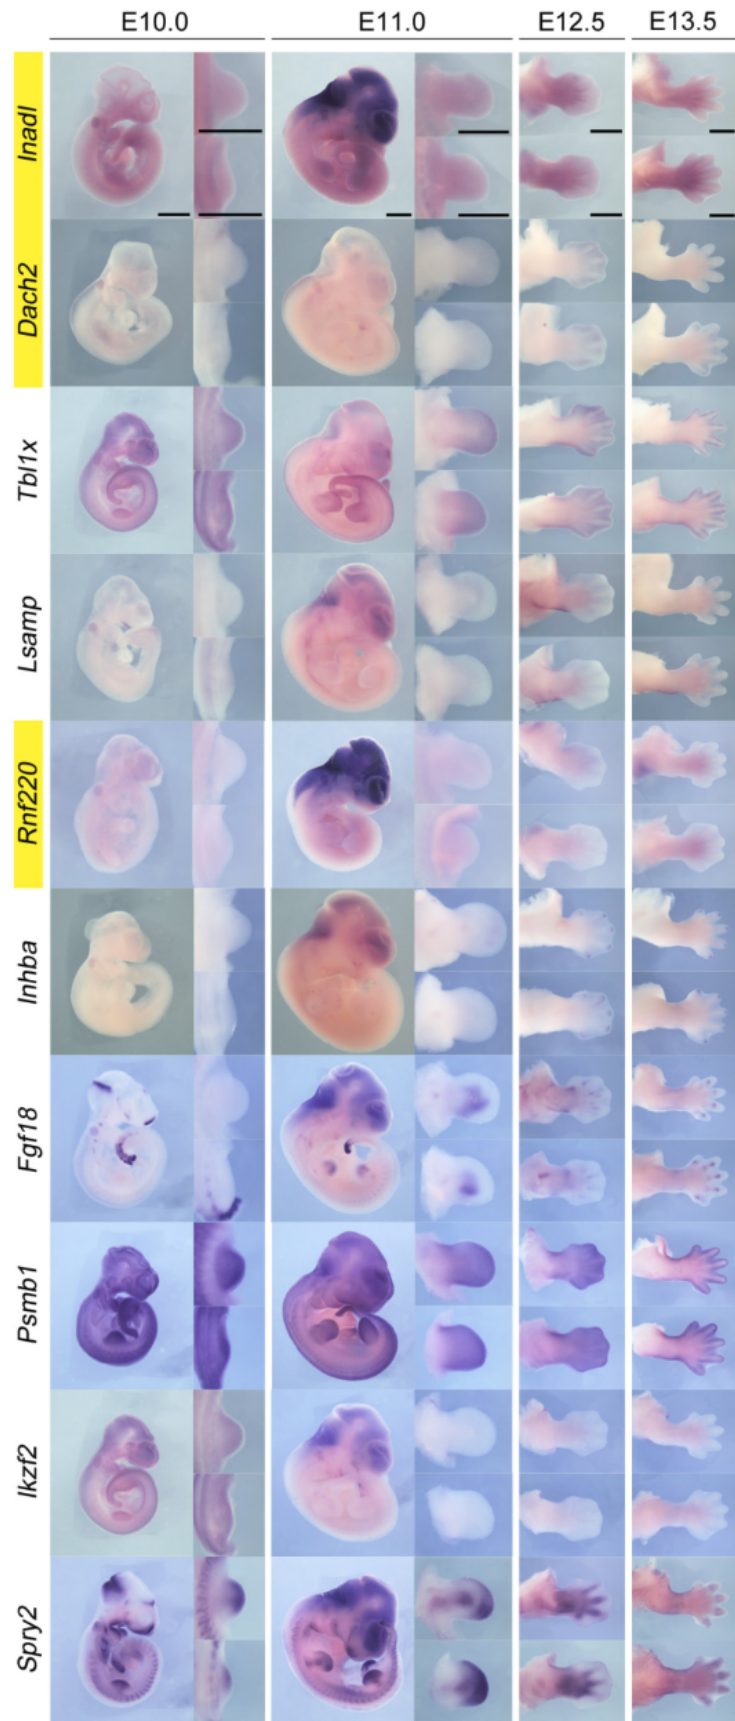 E10.0 E11.0 E12.5 E13.5
Inadl
Dach2
Tbl1x
Lsamp
Rnf220
Inhba
Fgf18
Psmb1
Ikzf2
Spry2